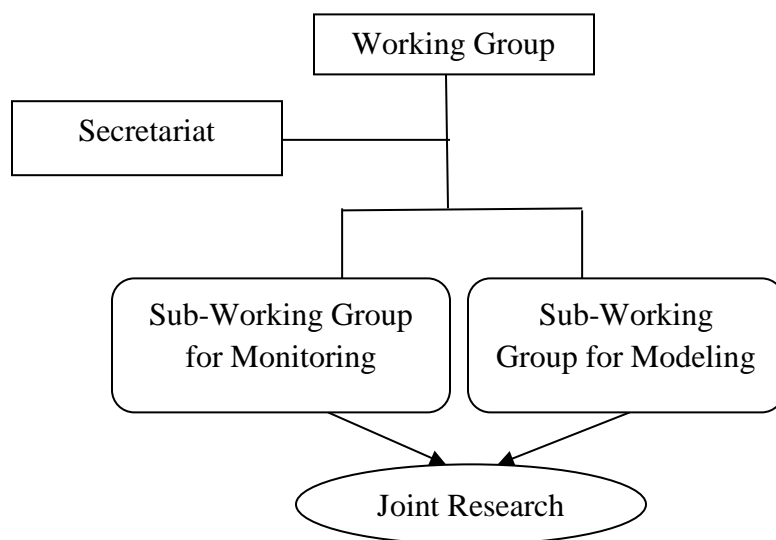 Working Group
Secretariat
Sub-Working Group
for Monitoring
Sub-Working
Group for Modeling
Joint Research